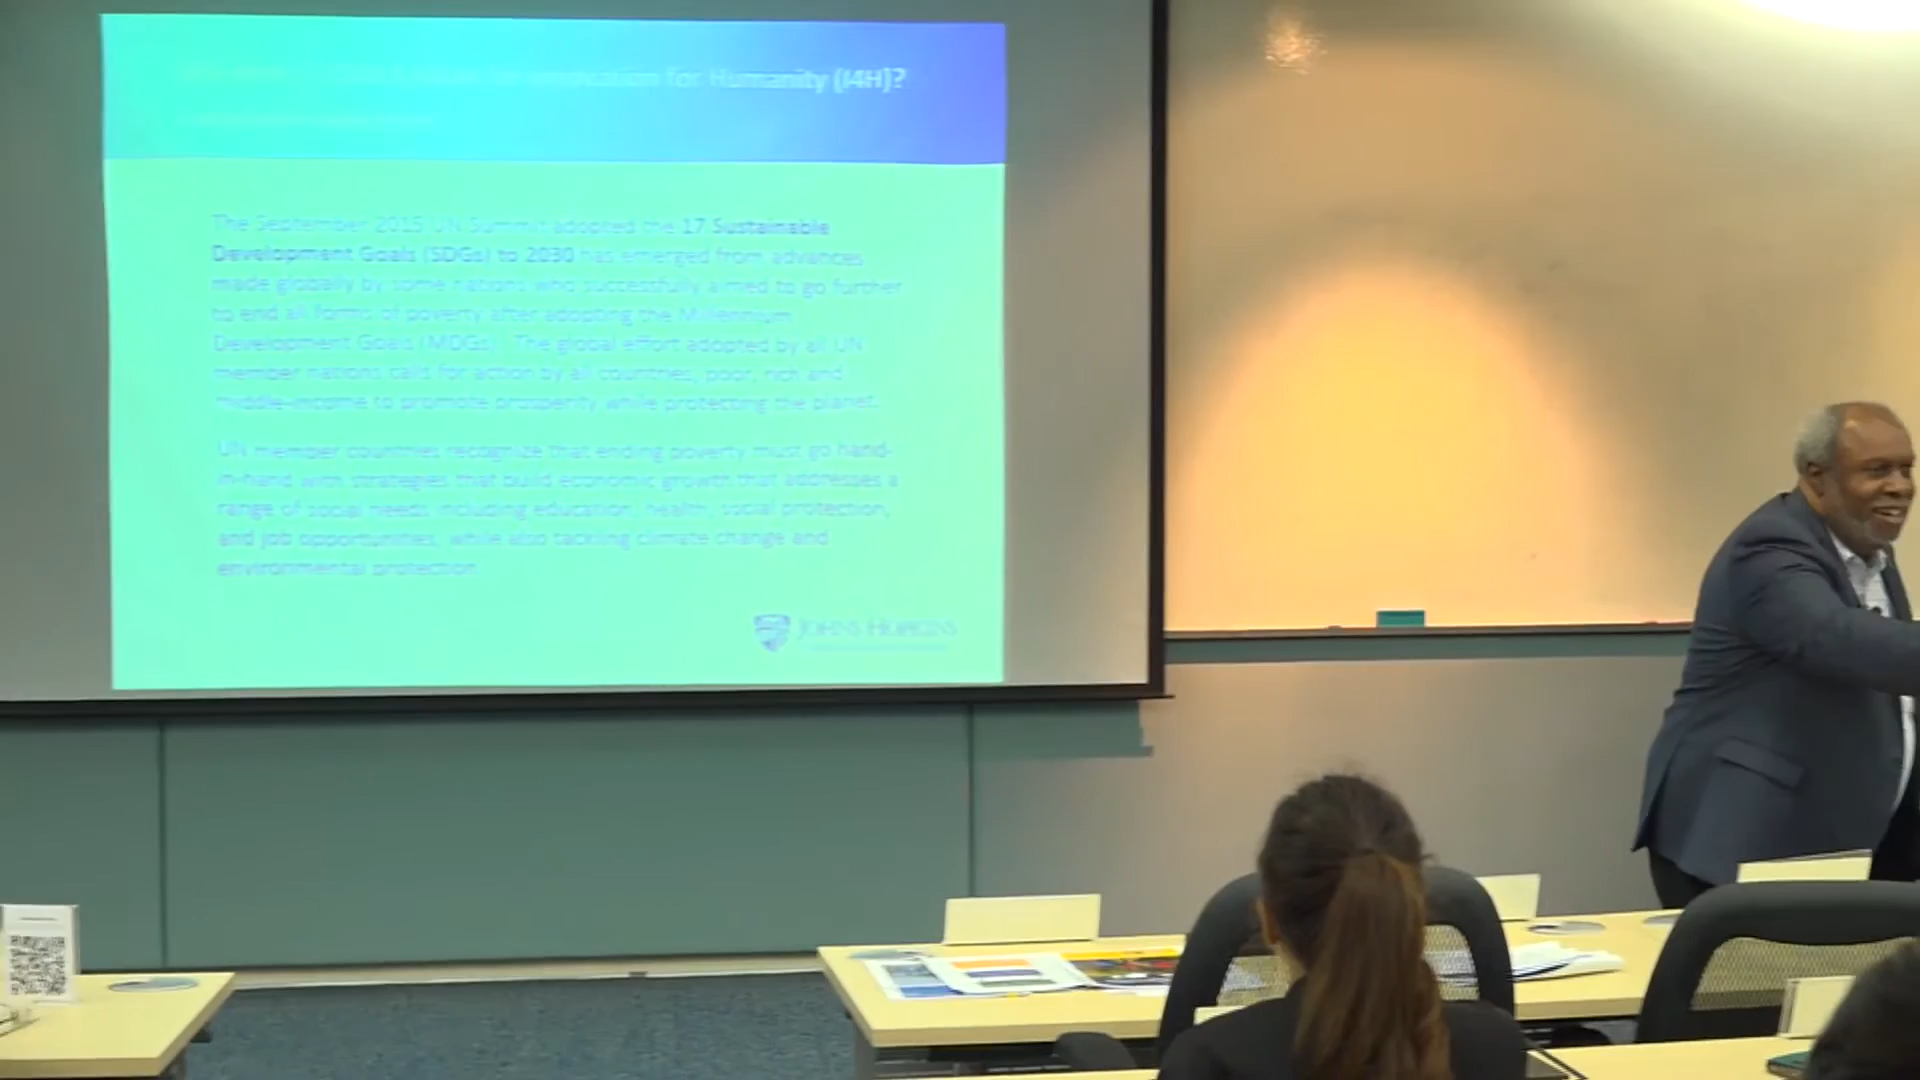 Innovation for Humanity (I4H)?
The September 2015 UN Summit adopted the 17 Sustainable
Development Goals (SDGs) to 2030 has emerged from advances
made globally by some nations who successfully aimed to go further
to end all forms of poverty after adopting the Millennium
Development Goals (MDGs). The global effort adopted by all UN
member nations calls for action by all countries, poor, rich and
middle-income to promote prosperity while protecting the planet.
UN member countries recognize that ending poverty must go hand-
in-hand with strategies that build economic growth that addresses a
range of social needs including education, health, social protection,
and job opportunities, while also tackling climate change and
environmental protection
JOHNS HOPKINS